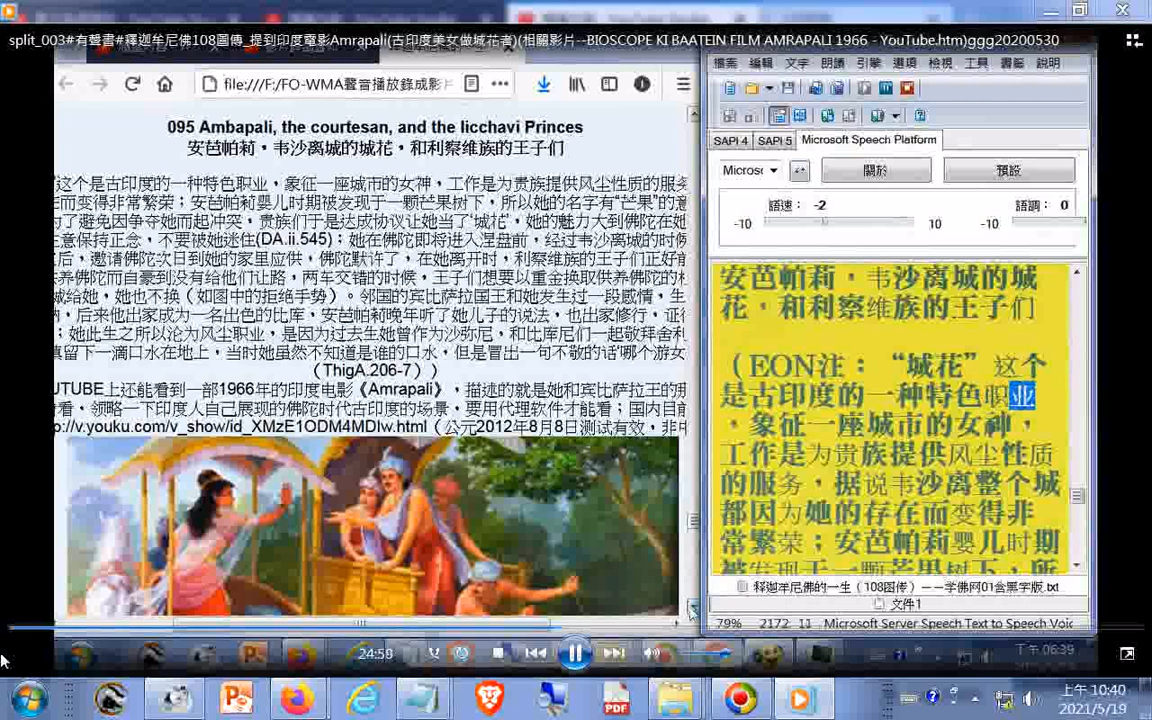 split_003#有聲書#釋迦牟尼佛108圖傳_提到印度電影Amrapali(古印度美女做城花者)(相關影片--BIOSCOPE KI BAATEIN FILM AMRAPALI 1966 - YouTube.htm)ggg20200530
file:///F:/FO-WMA聲音播放錄成影片
095 Ambapali, the courtesan, and the licchavi Princes
安芭帕莉，韦沙离城的城花，和利察维族的王子们
这个是古印度的一种特色职业，象征一座城市的女神，工作是为贵族提供风尘性质的服务
在而变得非常繁荣；安芭帕莉婴儿时期被发现于一颗芒果树下，所以她的名字有“芒果”的意
为了避免因争夺她而起冲突，贵族们于是达成协议让她当了‘城花’，她的魅力大到佛陀在她
注意保持正念，不要被她迷住(DA.ii.545)；她在佛陀即将进入涅盘前，经过韦沙离城的时候
后，邀请佛陀次日到她的家里应供，佛陀默许了，在她离开时，利察维族的王子们正好前
供养佛陀而自豪到没有给他们让路，两车交错的时候，王子们想要以重金换取供养佛陀的机
城给她，她也不换（如图中的拒绝手势）。邻国的宾比萨拉国王和她发生过一段感情，生
，后来他出家成为一名出色的比库，安芭帕莉晚年听了她儿子的说法，也出家修行，证得
；她此生之所以沦为风尘职业，是因为过去生她曾作为沙弥尼，和比库尼们一起敬拜舍利
留下一滴口水在地上，当时她虽然不知道是谁的口水，但是冒出一句不敬的话‘哪个游女
（ThigA.206-7））
UTUBE上还能看到一部1966年的印度电影《Amrapali》，描述的就是她和宾比萨拉王的那
看，领略一下印度人自己展现的佛陀时代古印度的场景，要用代理软件才能看；国内目前
p://v.youku.com/v_show/id_XMzE1ODM4MDIw.html（公元2012年8月8日测试有效，非中
檔案 編輯 文字 朗讀 引擎 選項 檢視 工具 書籤 說明
SAPI 4 SAPI 5 Microsoft Speech Platform
Micros 關於 預設
語速： -2 語調： 0
-10 10 -10
安芭帕莉，韦沙离城的城
花，和利察维族的王子们
（EON注：“城花”这个
是古印度的一种特色职业
，象征一座城市的女神，
工作是为贵族提供风尘性质
的服务，据说韦沙离整个城
都因为她的存在而变得非
常繁荣；安芭帕莉婴儿时期
被发现于一颗芒果树下，所
释迦牟尼佛的一生（108图传）——学佛网01含黑字版.txt
文件1
79% 2172: 11 Microsoft Server Speech Text to Speech Voic
24:58
下午 06:39
上午 10:40
2021/5/19
PDF